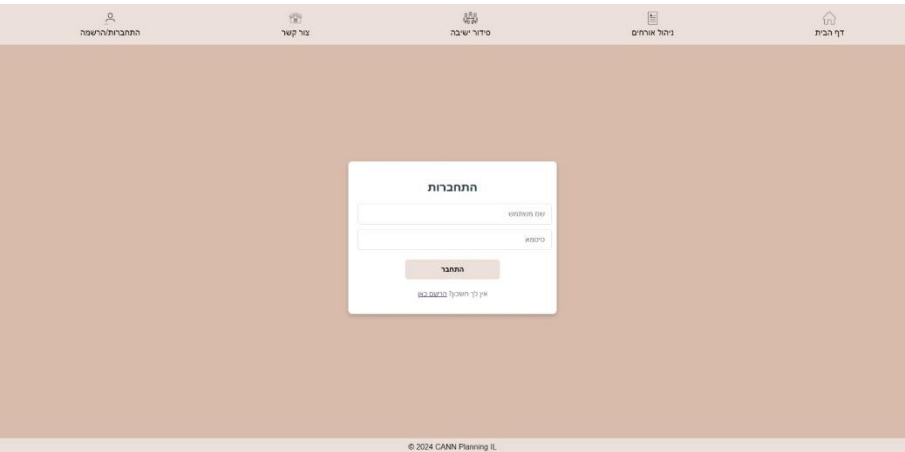 דף הבית
ניהול אורחים
סידור ישיבה
צור קשר
התחברות/הרשמה
התחברות
שם משתמש
סיסמא
התחבר
אין לך חשבון? הרשם כאן
© 2024 CANN Planning IL